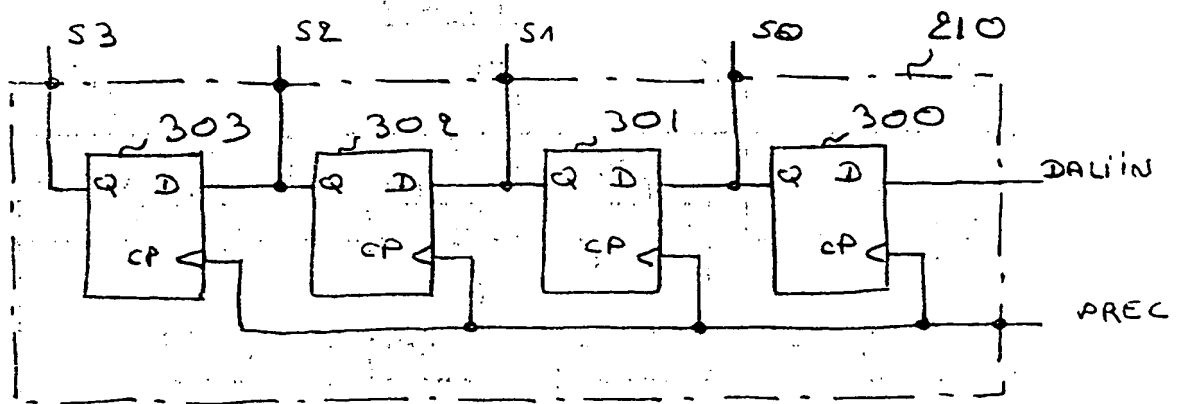 S3 S2 S1 S0 210
303 302 301 300
Q D Q D Q D Q D DALIIN
CP CP CP CP
PREC